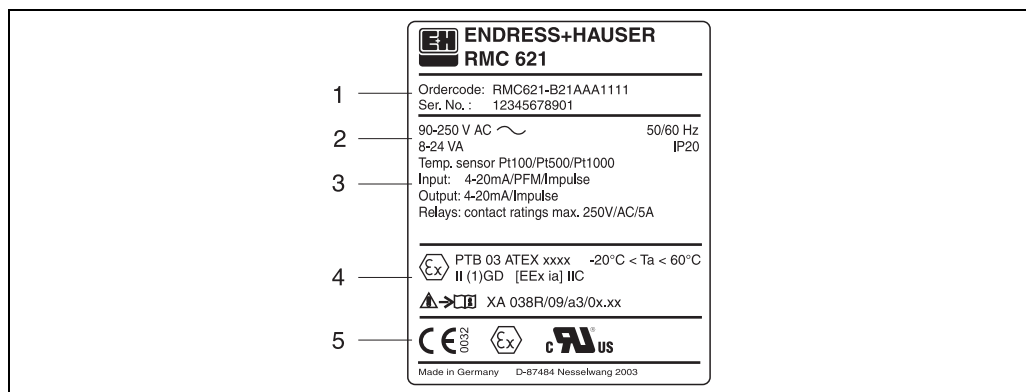 E+H ENDRESS+HAUSER
RMC 621
1 Ordercode: RMC621-B21AAA1111
Ser. No. : 12345678901
2 90-250 V AC 50/60 Hz
8-24 VA IP20
Temp. sensor Pt100/Pt500/Pt1000
3 Input: 4-20mA/PFM/Impulse
Output: 4-20mA/Impulse
Relays: contact ratings max. 250V/AC/5A
4 Ex PTB 03 ATEX xxxx -20°C < Ta < 60°C
II (1)GD [EEx ia] IIC
XA 038R/09/a3/0x.xx
5 CE 0032 Ex c RU ® US
Made in Germany D-87484 Nesselwang 2003